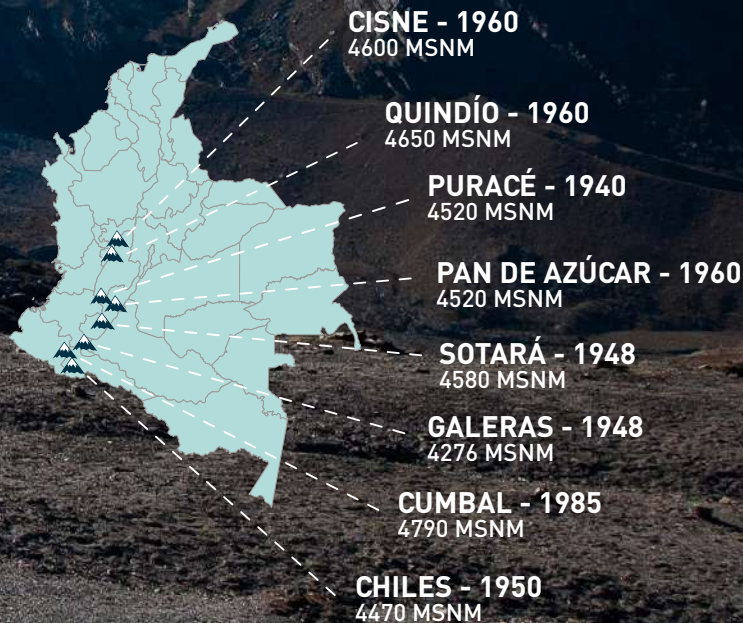 CISNE - 1960
4600 MSNM
QUINDÍO - 1960
4650 MSNM
PURACÉ - 1940
4520 MSNM
PAN DE AZÚCAR - 1960
4520 MSNM
SOTARÁ - 1948
4580 MSNM
GALERAS - 1948
4276 MSNM
CUMBAL - 1985
4790 MSNM
CHILES - 1950
4470 MSNM